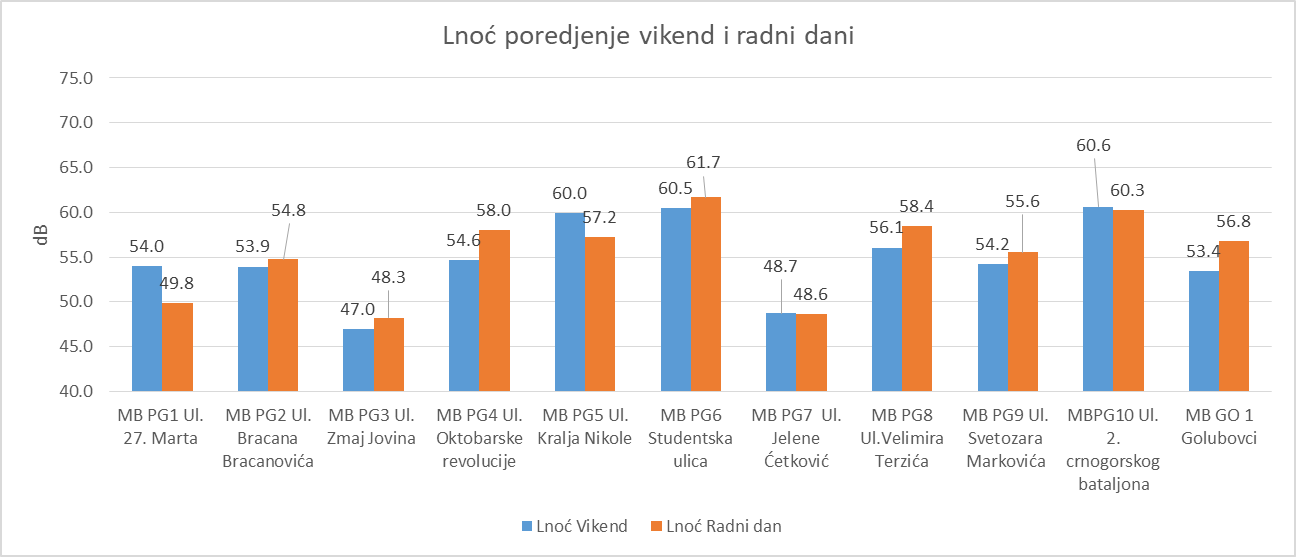 Lnoć poredjenje vikend i radni dani
dB
75.0
70.0
65.0
60.0
55.0
50.0
45.0
40.0
54.0
49.8
53.9
54.8
47.0
48.3
54.6
58.0
60.0
57.2
60.5
61.7
48.7
48.6
56.1
58.4
54.2
55.6
60.6
60.3
53.4
56.8
MB PG1 Ul.
27. Marta
MB PG2 Ul.
Bracana
Bracanovića
MB PG3 Ul.
Zmaj Jovina
MB PG4 Ul.
Oktobarske
revolucije
MB PG5 Ul.
Kralja Nikole
MB PG6
Studentska
ulica
MB PG7  Ul.
Jelene
Ćetković
MB PG8
Ul.Velimira
Terzića
MB PG9 Ul.
Svetozara
Markovića
MBPG10 Ul.
2.
crnogorskog
bataljona
MB GO 1
Golubovci
Lnoć Vikend
Lnoć Radni dan